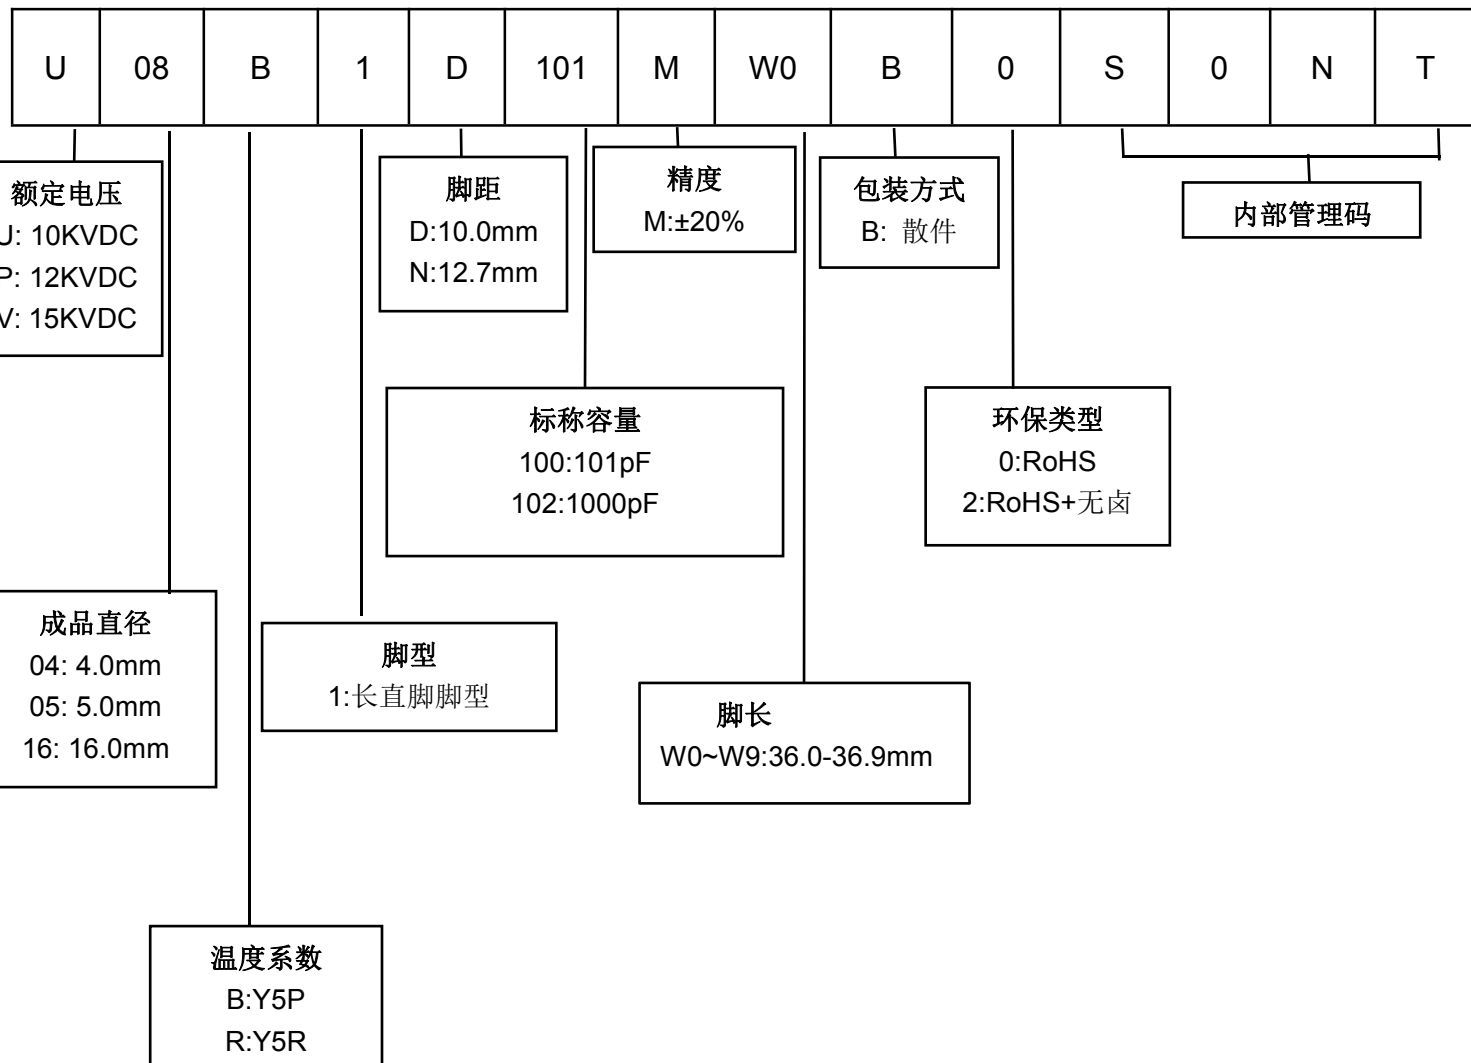 U 08 B 1 D 101 M W0 B 0 S 0 N T
额定电压
U: 10KVDC
P: 12KVDC
V: 15KVDC
脚距
D:10.0mm
N:12.7mm
精度
M:±20%
包装方式
B: 散件
内部管理码
标称容量
100:101pF
102:1000pF
环保类型
0:RoHS
2:RoHS+无卤
成品直径
04: 4.0mm
05: 5.0mm
16: 16.0mm
脚型
1:长直脚脚型
脚长
W0~W9:36.0-36.9mm
温度系数
B:Y5P
R:Y5R